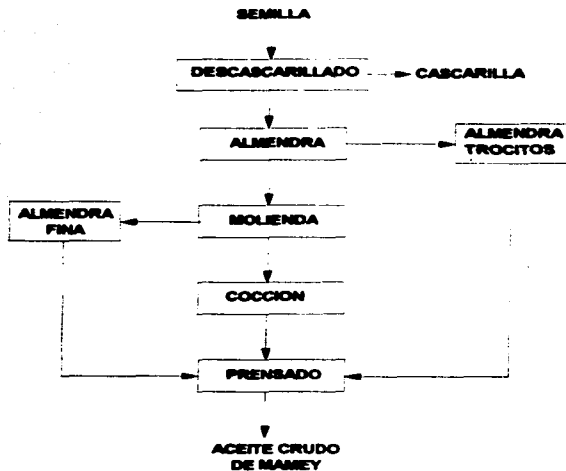 SEMILLA
DESCASCARILLADO
CASCARILLA
ALMENDRA
ALMENDRA
TROCITOS
ALMENDRA
FINA
MOLIENDA
COCCION
PRENSADO
ACEITE CRUDO
DE MAMEY